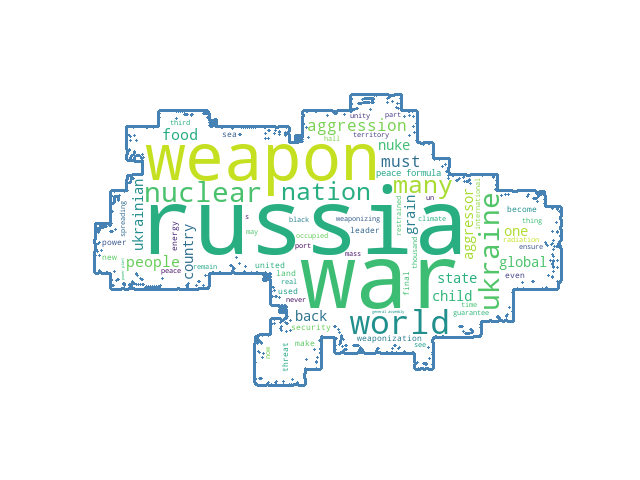 third
unity
part
food
sea
aggression
territory
hall
weapon
nuke
must
peace formula
nuclear
nation
many
un
international
ukrainian
spreading
russia
s
black
weaponizing
restrained
grain
climate
aggressor
ukraine
become
one
radiation
power
energy
country
may
occupied
port
leader
thousand
ensure
even
new
people
peace
remain
united
mass
war
final
state
global
land
real
used
never
child
time
guarantee
back
security
world
general assembly
weaponization
see
now
threat
make